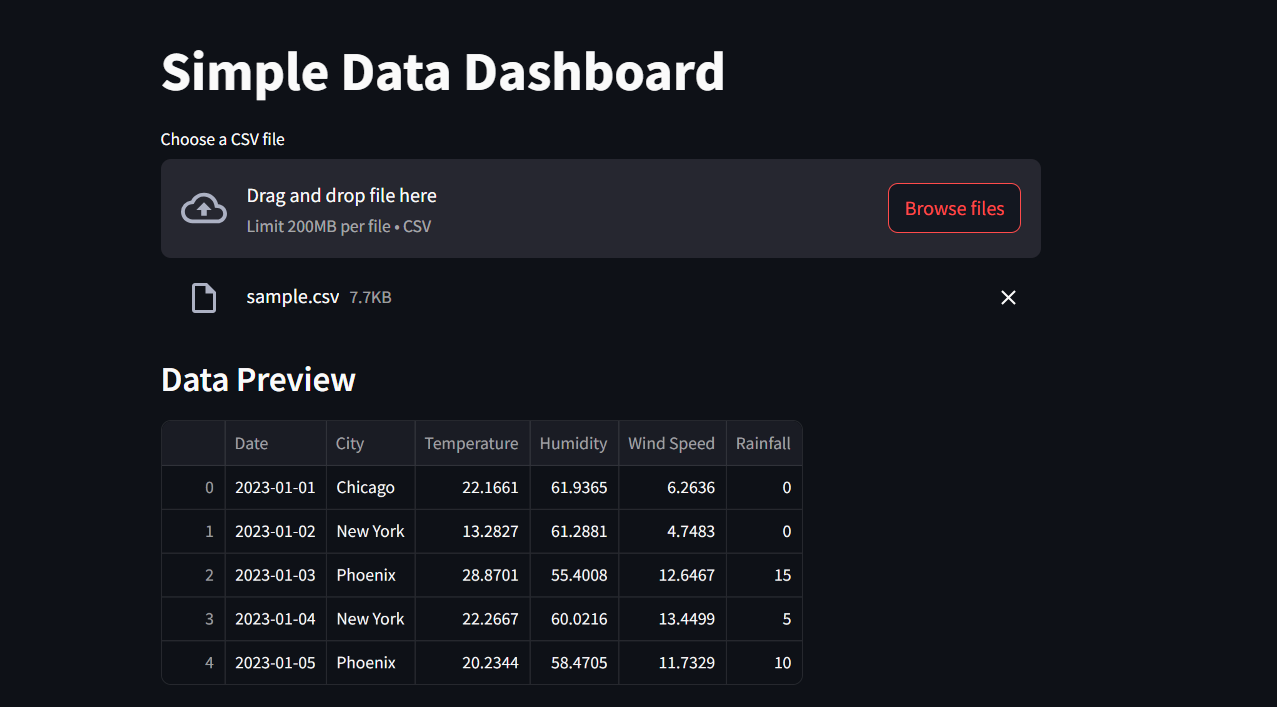 Simple Data Dashboard
Choose a CSV file
Drag and drop file here
Limit 200MB per file • CSV
Browse files
sample.csv 7.7KB
Data Preview
Date City Temperature Humidity Wind Speed Rainfall
0 2023-01-01 Chicago 22.1661 61.9365 6.2636 0
1 2023-01-02 New York 13.2827 61.2881 4.7483 0
2 2023-01-03 Phoenix 28.8701 55.4008 12.6467 15
3 2023-01-04 New York 22.2667 60.0216 13.4499 5
4 2023-01-05 Phoenix 20.2344 58.4705 11.7329 10